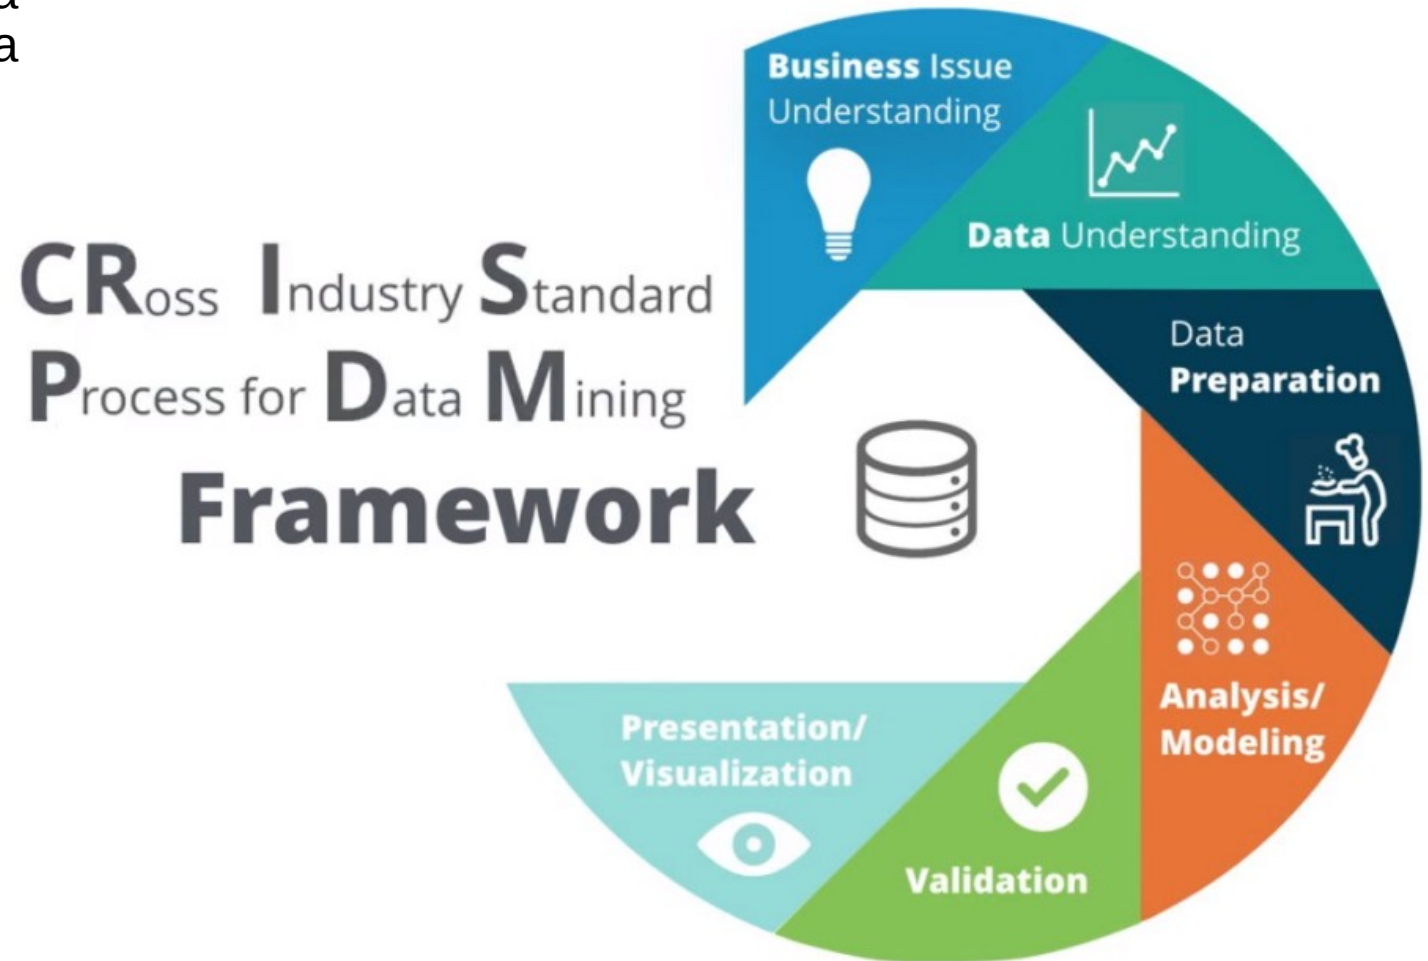 a
a
CRoss Industry Standard
Process for Data Mining
Framework
Business Issue
Understanding
Data Understanding
Data
Preparation
Analysis/
Modeling
Validation
Presentation/
Visualization